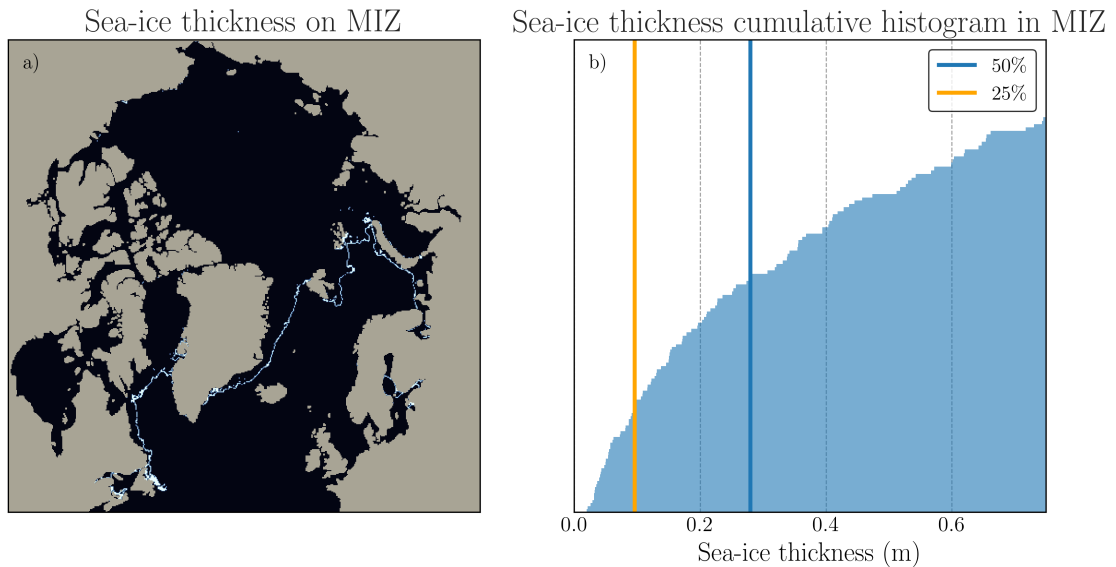 Sea-ice thickness on MIZ
a)
Sea-ice thickness cumulative histogram in MIZ
b)
50%
25%
0.0
0.2
0.4
0.6
Sea-ice thickness (m)